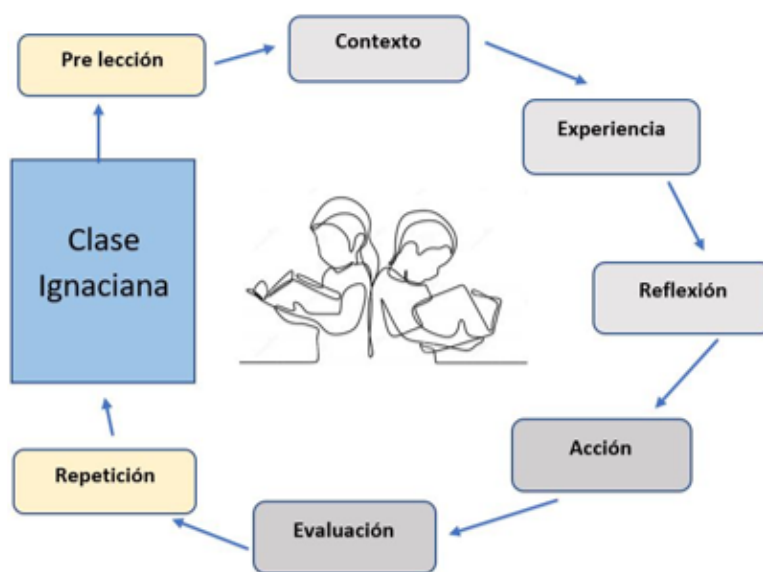 Pre lección
Contexto
Experiencia
Clase
Ignaciana
Reflexión
Acción
Repetición
Evaluación